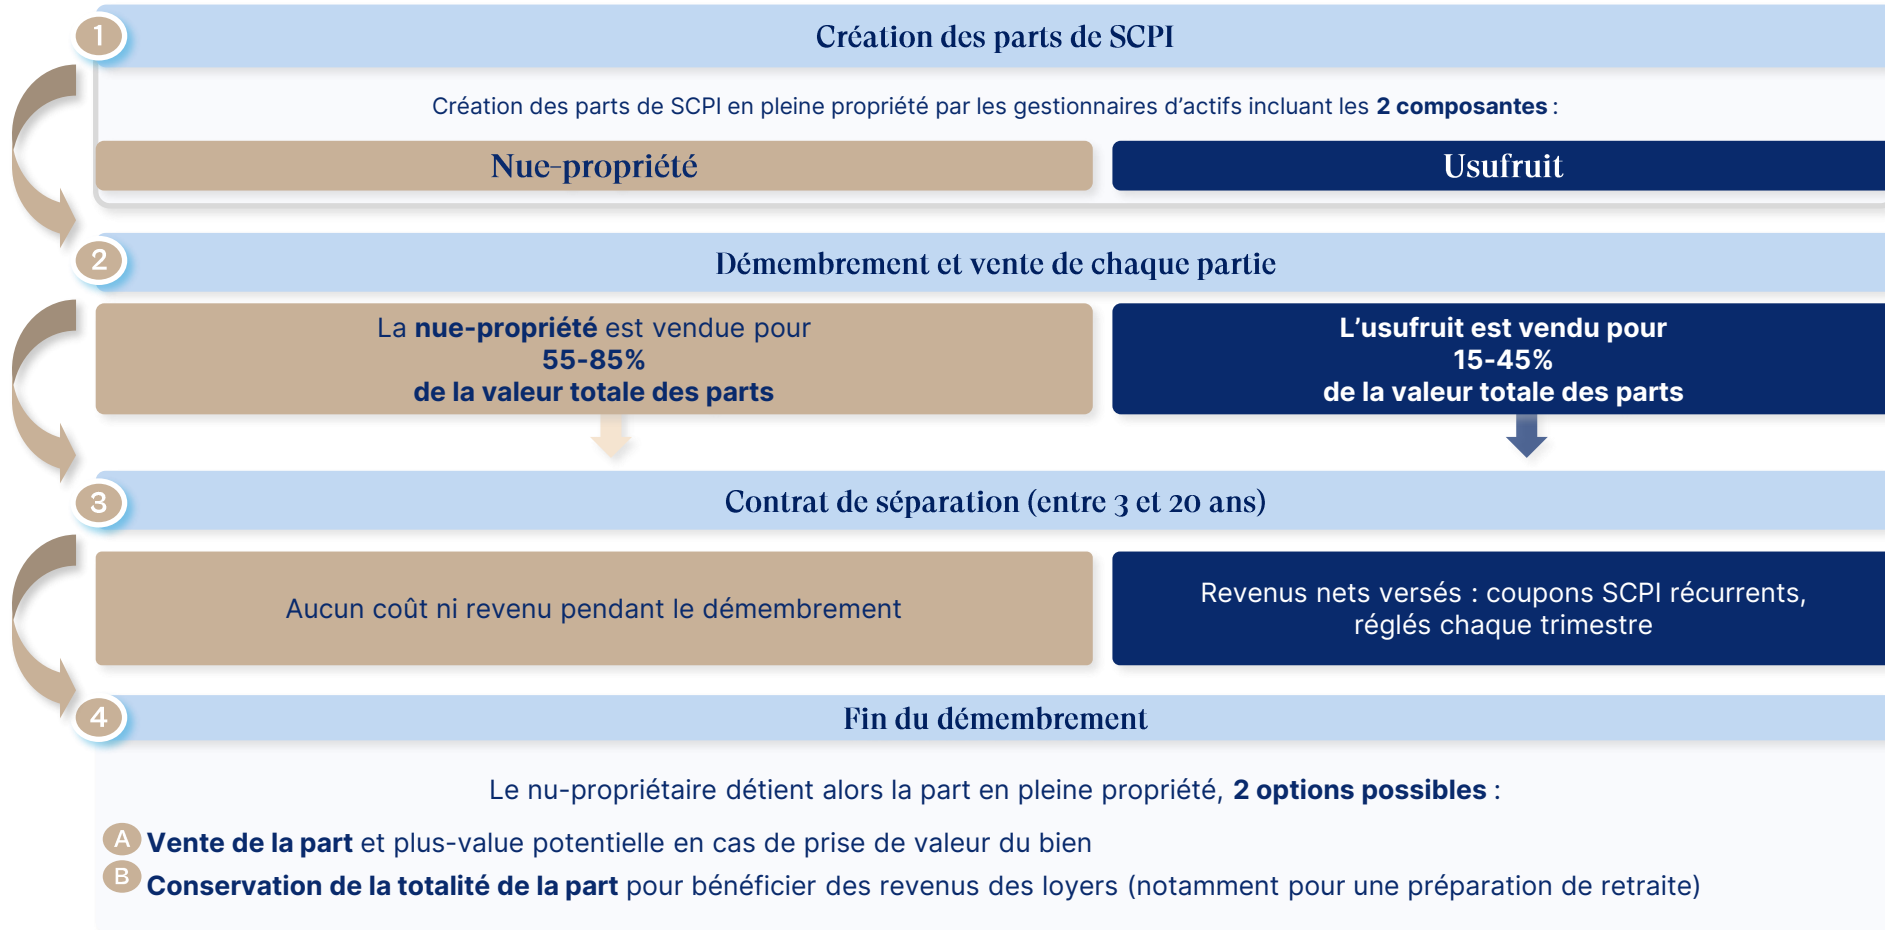 1
Création des parts de SCPI
Création des parts de SCPI en pleine propriété par les gestionnaires d’actifs incluant les 2 composantes :
Nue-propriété
Usufruit
2
Démembrement et vente de chaque partie
La nue-propriété est vendue pour
55-85%
de la valeur totale des parts
L’usufruit est vendu pour
15-45%
de la valeur totale des parts
3
Contrat de séparation (entre 3 et 20 ans)
Aucun coût ni revenu pendant le démembrement
Revenus nets versés : coupons SCPI récurrents,
réglés chaque trimestre
4
Fin du démembrement
Le nu-propriétaire détient alors la part en pleine propriété, 2 options possibles :
A Vente de la part et plus-value potentielle en cas de prise de valeur du bien
B Conservation de la totalité de la part pour bénéficier des revenus des loyers (notamment pour une préparation de retraite)